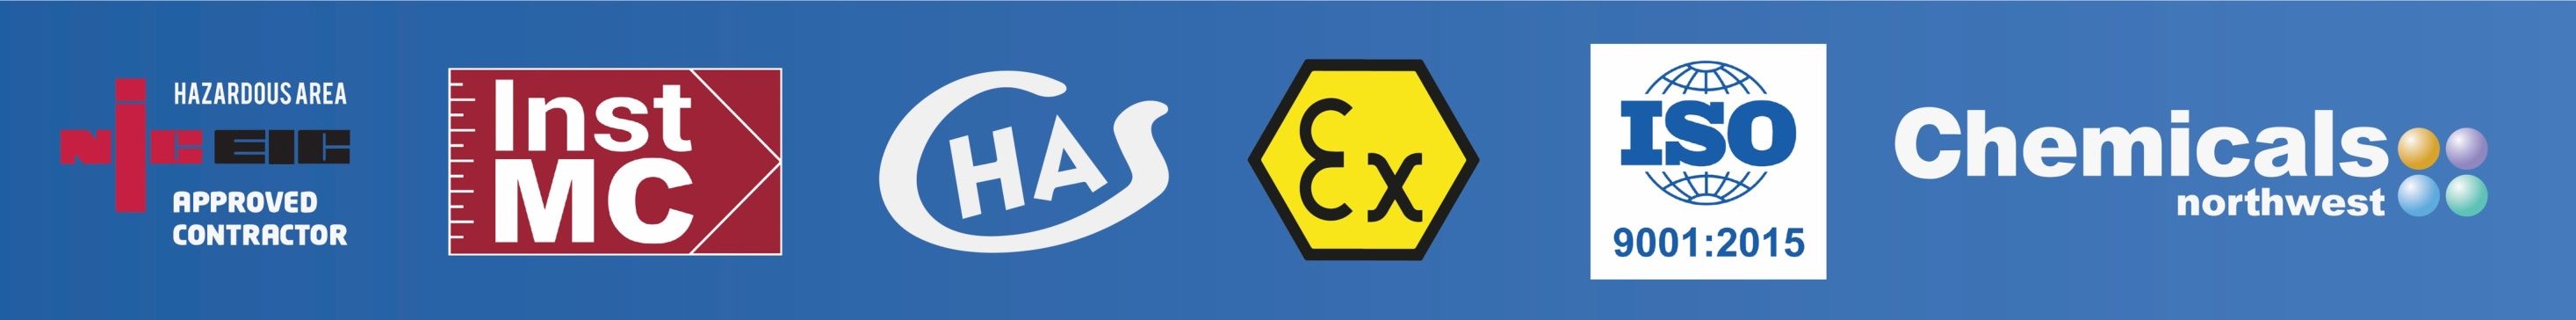 HAZARDOUS AREA
NICEIC
APPROVED
CONTRACTOR
Inst
MC
CHAS
Ex
ISO
9001:2015
Chemicals
northwest